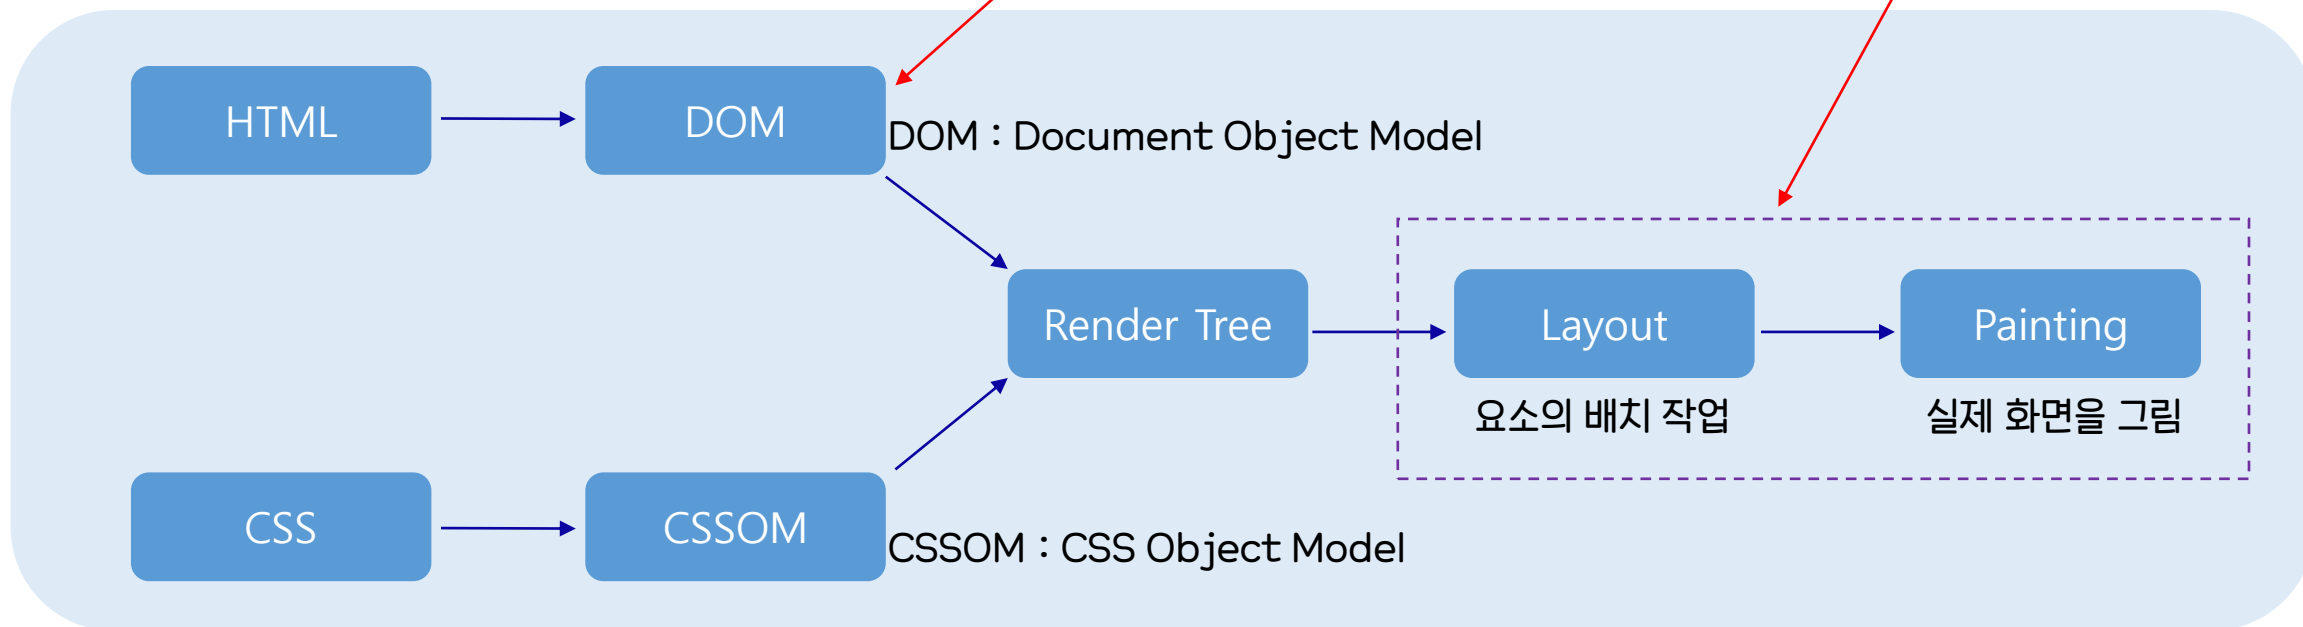 HTML
DOM
DOM : Document Object Model
Render Tree
Layout
Painting
요소의 배치 작업
실제 화면을 그림
CSS
CSSOM
CSSOM : CSS Object Model